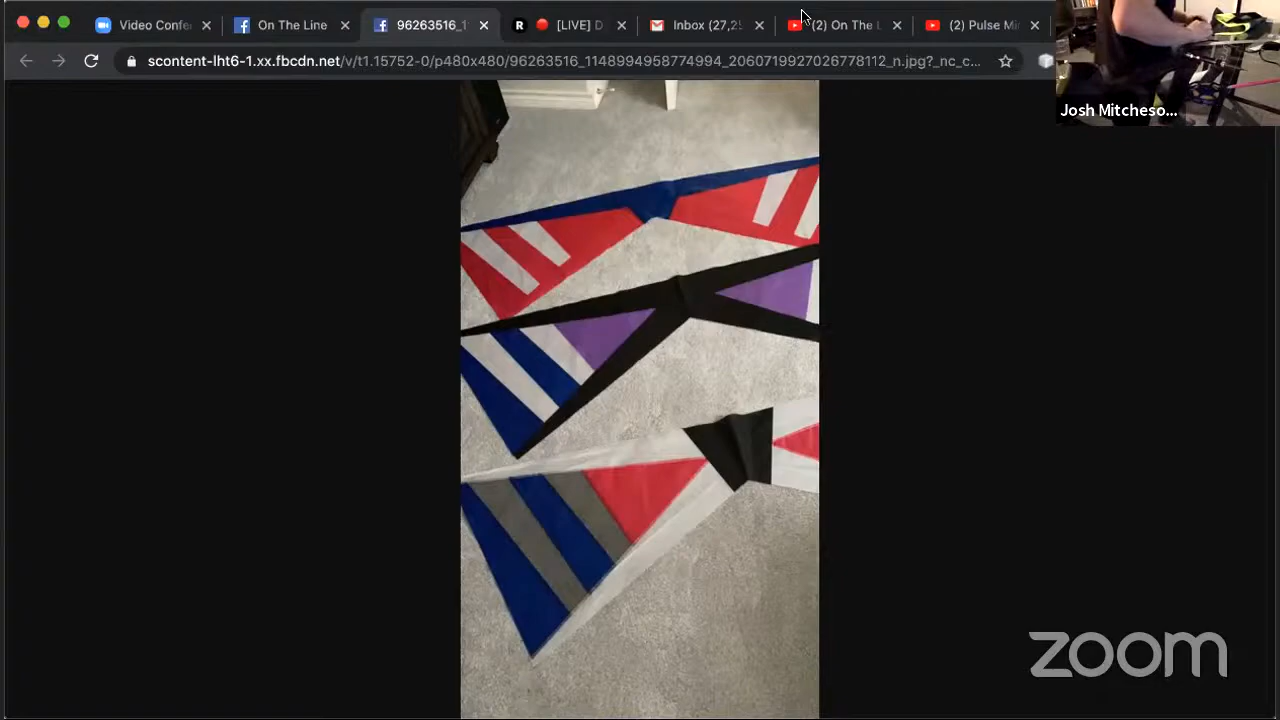 Video Confe
On The Line
96263516_1
[LIVE] D
Inbox (27,25
(2) On The L
(2) Pulse Mi
scontent-lht6-1.xx.fbcdn.net/v/t1.15752-0/p480x480/96263516_1148994958774994_2060719927026778112_n.jpg?_nc_c...
Josh Mitcheso...
zoom